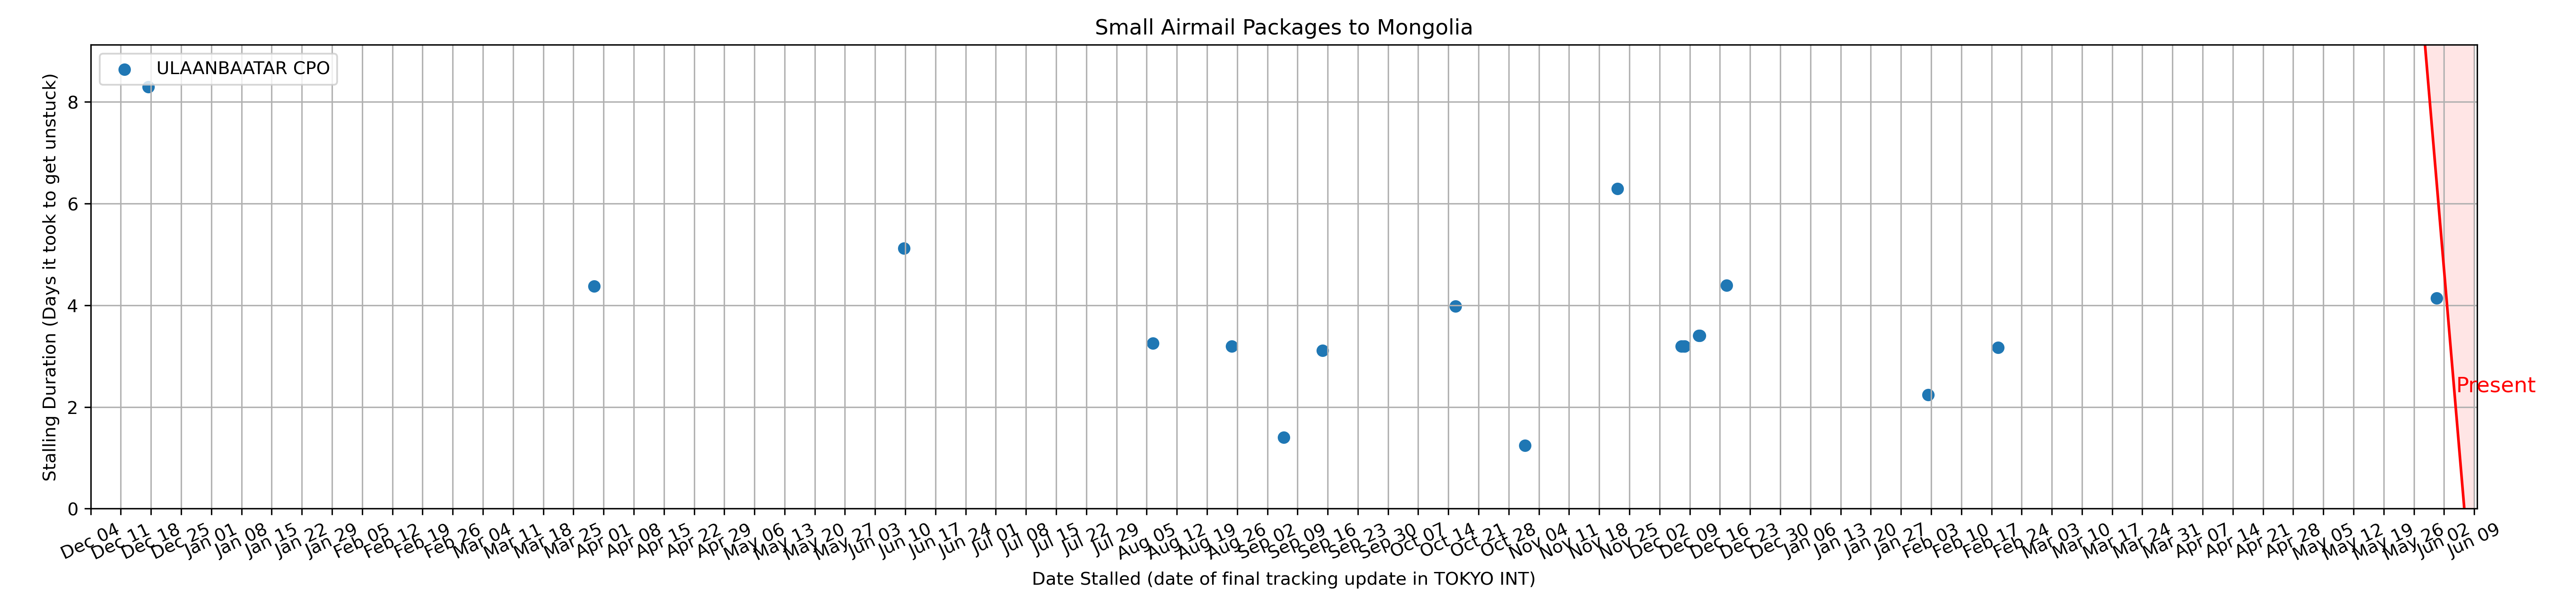 Small Airmail Packages to Mongolia
ULAANBAATAR CPO
Stalling Duration (Days it took to get unstuck)
8
6
4
2
0
Present
Dec 04
Dec 11
Dec 18
Dec 25
Jan 01
Jan 08
Jan 15
Jan 22
Jan 29
Feb 05
Feb 12
Feb 19
Feb 26
Mar 04
Mar 11
Mar 18
Mar 25
Apr 01
Apr 08
Apr 15
Apr 22
Apr 29
May 06
May 13
May 20
May 27
Jun 03
Jun 10
Jun 17
Jun 24
Jul 01
Jul 08
Jul 15
Jul 22
Jul 29
Aug 05
Aug 12
Aug 19
Aug 26
Sep 02
Sep 09
Sep 16
Sep 23
Sep 30
Oct 07
Oct 14
Oct 21
Oct 28
Nov 04
Nov 11
Nov 18
Nov 25
Dec 02
Dec 09
Dec 16
Dec 23
Dec 30
Jan 06
Jan 13
Jan 20
Jan 27
Feb 03
Feb 10
Feb 17
Feb 24
Mar 03
Mar 10
Mar 17
Mar 24
Mar 31
Apr 07
Apr 14
Apr 21
Apr 28
May 05
May 12
May 19
May 26
Jun 02
Jun 09
Date Stalled (date of final tracking update in TOKYO INT)